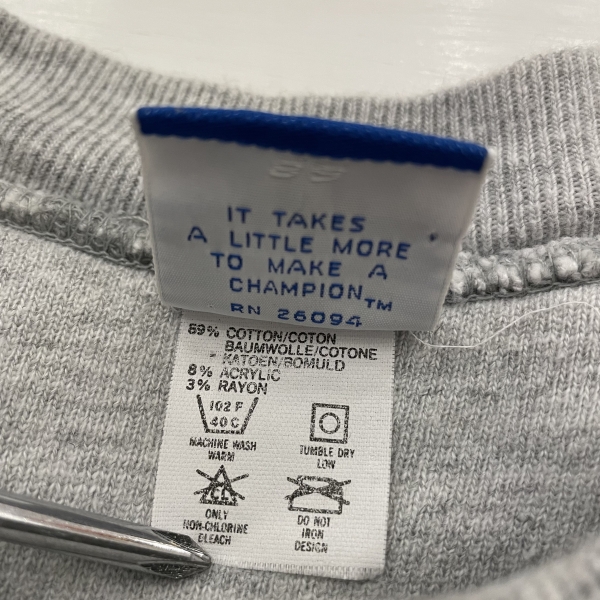 IT TAKES
A LITTLE MORE
TO MAKE A
CHAMPION™
RN 26094
89% COTTON/COTON
BAUMWOLLE/COTONE
KATOEN/BOMULD
8% ACRYLIC
3% RAYON
102 F
40 C
MACHINE WASH
WARM
TUMBLE DRY
LOW
CL
ONLY
NON-CHLORINE
BLEACH
DO NOT
IRON
DESIGN